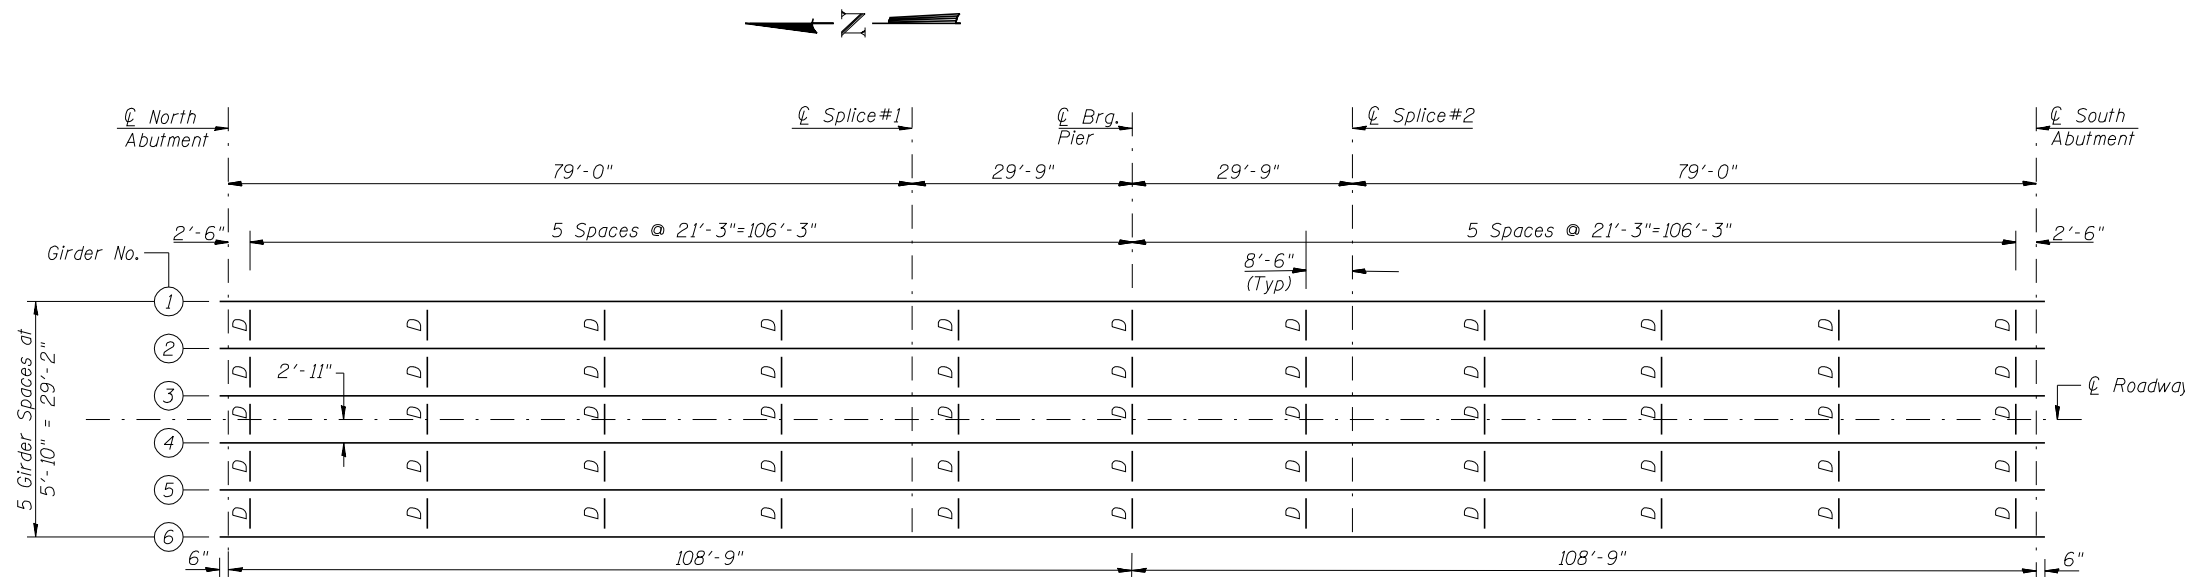 N
℄ North
Abutment
℄ Splice#1
℄ Brg.
Pier
℄ Splice#2
℄ South
Abutment
79'-0"
29'-9"
29'-9"
79'-0"
2'-6"
5 Spaces @ 21'-3"=106'-3"
5 Spaces @ 21'-3"=106'-3"
2'-6"
Girder No.
8'-6"
(Typ)
1
D D D D D D D D D D D
2
D D D D D D D D D D D
2'-11"
3
℄ Roadway
D D D D D D D D D D D
4
D D D D D D D D D D D
5
D D D D D D D D D D D
6
5 Girder Spaces at
5'-10" = 29'-2"
6"
108'-9"
108'-9"
6"